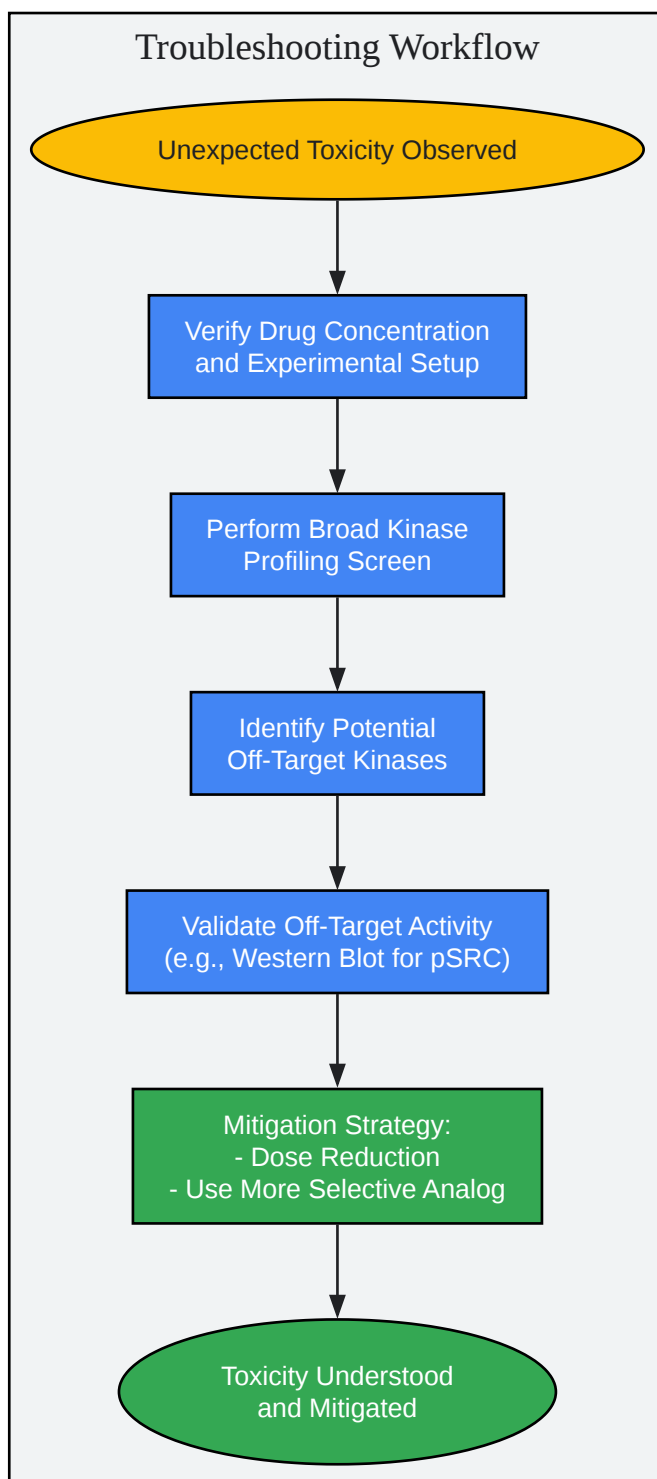 Troubleshooting Workflow
Unexpected Toxicity Observed
Verify Drug Concentration
and Experimental Setup
Perform Broad Kinase
Profiling Screen
Identify Potential
Off-Target Kinases
Validate Off-Target Activity
(e.g., Western Blot for pSRC)
Mitigation Strategy:
- Dose Reduction
- Use More Selective Analog
Toxicity Understood
and Mitigated